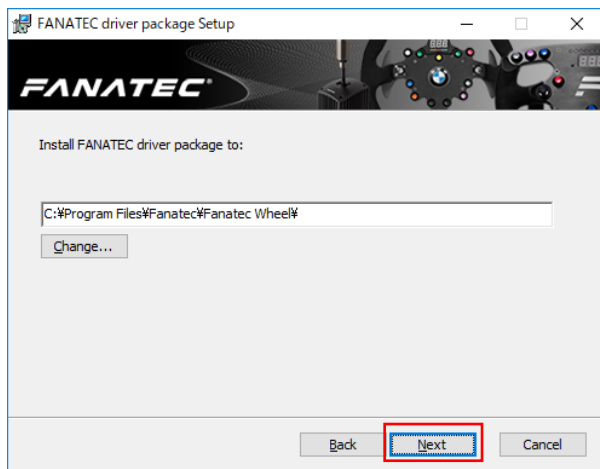 FANATEC driver package Setup
FANATEC
Install FANATEC driver package to:
C:¥Program Files¥Fanatec¥Fanatec Wheel¥
Change...
Back Next Cancel